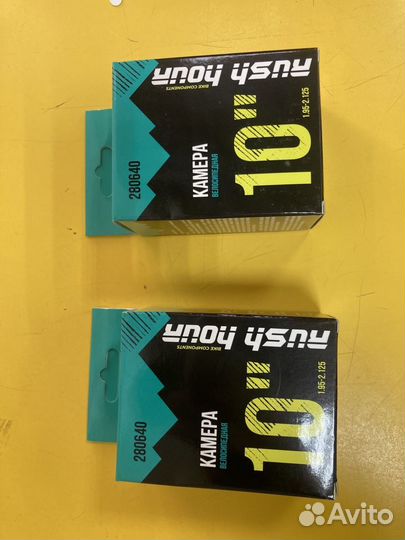 RUSH HOUR
BIKE COMPONENTS
280640
КАМЕРА
ВЕЛОСИПЕДНАЯ
10"
1.95-2.125
RUSH HOUR
BIKE COMPONENTS
280640
КАМЕРА
ВЕЛОСИПЕДНАЯ
10"
1.95-2.125
Avito